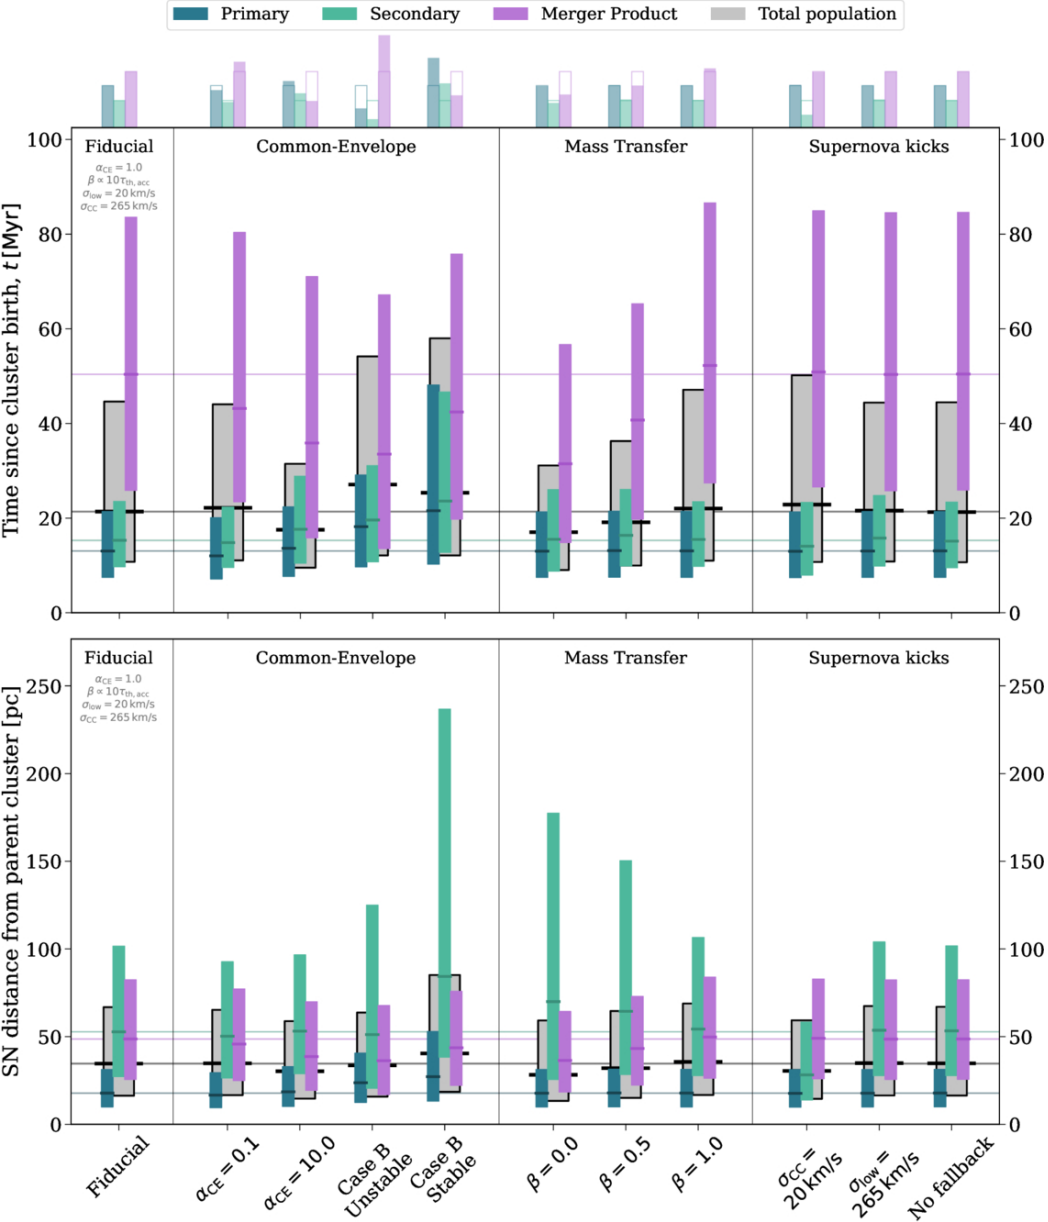 Primary Secondary Merger Product Total population
Fiducial Common-Envelope Mass Transfer Supernova kicks
α_CE = 1.0
β ∝ 10τ_th,acc
σ_low = 20 km/s
σ_CC = 265 km/s
Time since cluster birth, t [Myr]
100 100
80 80
60 60
40 40
20 20
0 0
Fiducial Common-Envelope Mass Transfer Supernova kicks
α_CE = 1.0
β ∝ 10τ_th,acc
σ_low = 20 km/s
σ_CC = 265 km/s
SN distance from parent cluster [pc]
250 250
200 200
150 150
100 100
50 50
0 0
Fiducial
α_CE = 0.1
α_CE = 10.0
Case B
Unstable
Case B
Stable
β = 0.0
β = 0.5
β = 1.0
σ_CC =
20 km/s
σ_low =
265 km/s
No fallback